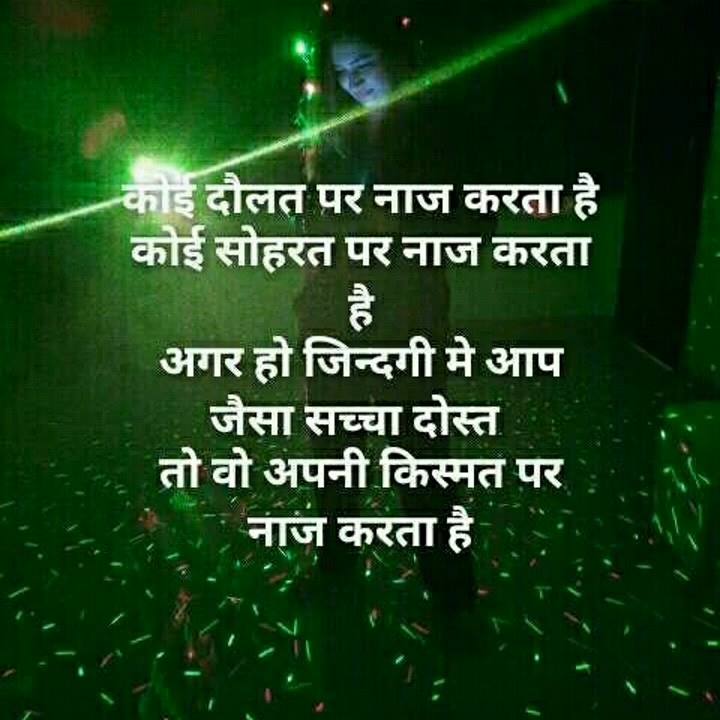 कोई दौलत पर नाज करता है
कोई सोहरत पर नाज करता
है
अगर हो जिन्दगी मे आप
जैसा सच्चा दोस्त
तो वो अपनी किस्मत पर
नाज करता है